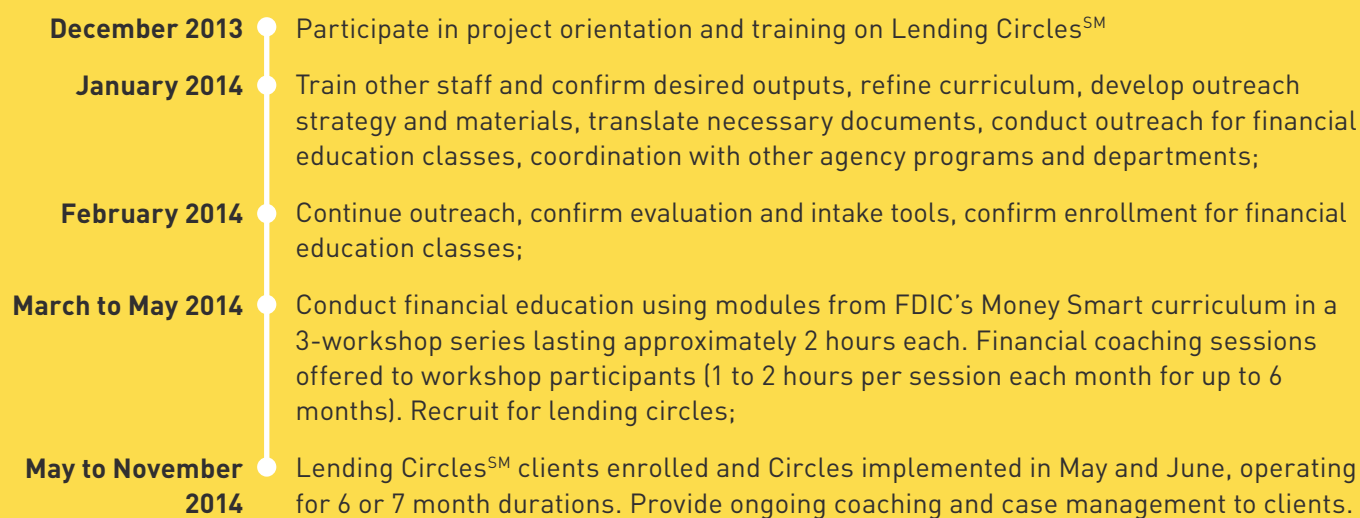 December 2013 Participate in project orientation and training on Lending Circles℠
January 2014 Train other staff and confirm desired outputs, refine curriculum, develop outreach
strategy and materials, translate necessary documents, conduct outreach for financial
education classes, coordination with other agency programs and departments;
February 2014 Continue outreach, confirm evaluation and intake tools, confirm enrollment for financial
education classes;
March to May 2014 Conduct financial education using modules from FDIC’s Money Smart curriculum in a
3-workshop series lasting approximately 2 hours each. Financial coaching sessions
offered to workshop participants (1 to 2 hours per session each month for up to 6
months). Recruit for lending circles;
May to November
2014
Lending Circles℠ clients enrolled and Circles implemented in May and June, operating
for 6 or 7 month durations. Provide ongoing coaching and case management to clients.